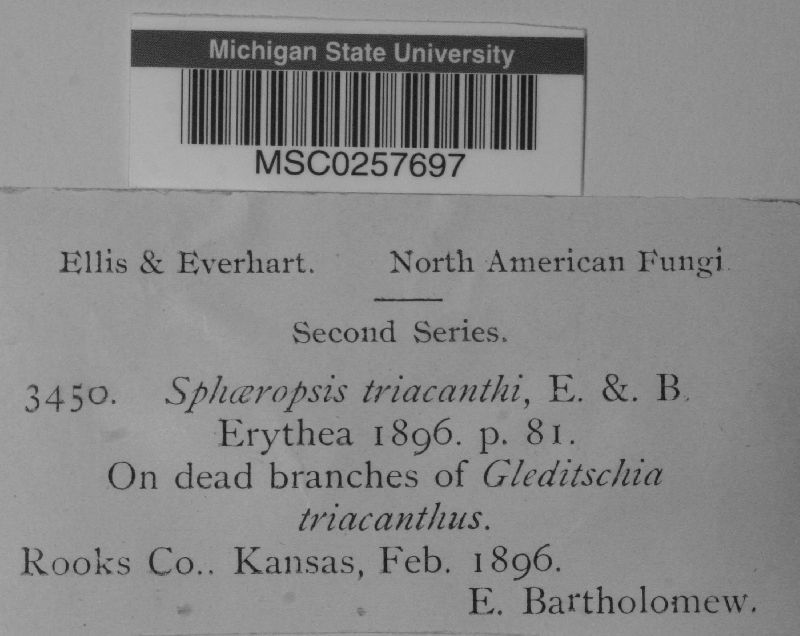 Michigan State University
MSC0257697
Ellis & Everhart. North American Fungi
Second Series.
3450. Sphæropsis triacanthi, E. &. B.
Erythea 1896. p. 81.
On dead branches of Gleditschia
triacanthus.
Rooks Co.. Kansas, Feb. 1896.
E. Bartholomew.